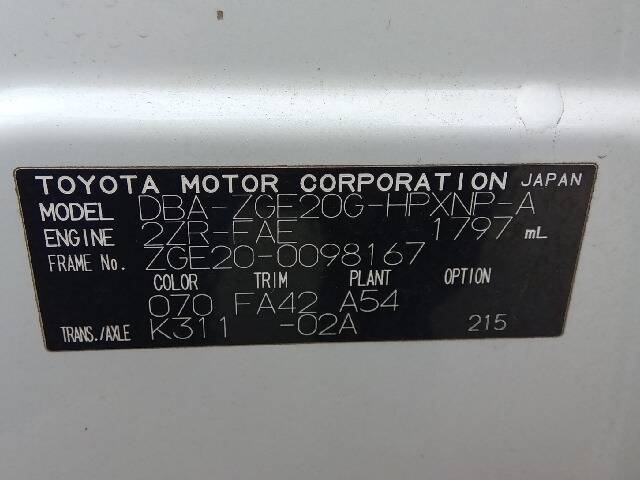 TOYOTA MOTOR CORPORATION JAPAN
MODEL DBA-ZGE20G-HPXNP-A
ENGINE 2ZR-FAE 1797 mL
FRAME No. ZGE20-0098167
COLOR TRIM PLANT OPTION
070 FA42 A54
TRANS./AXLE K311 -02A 215